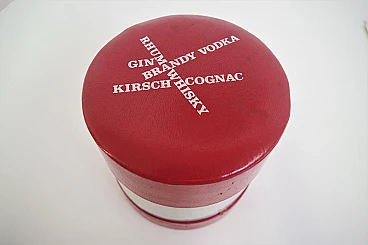 RHUM WHISKY
GIN VODKA
BRANDY
KIRSCH COGNAC